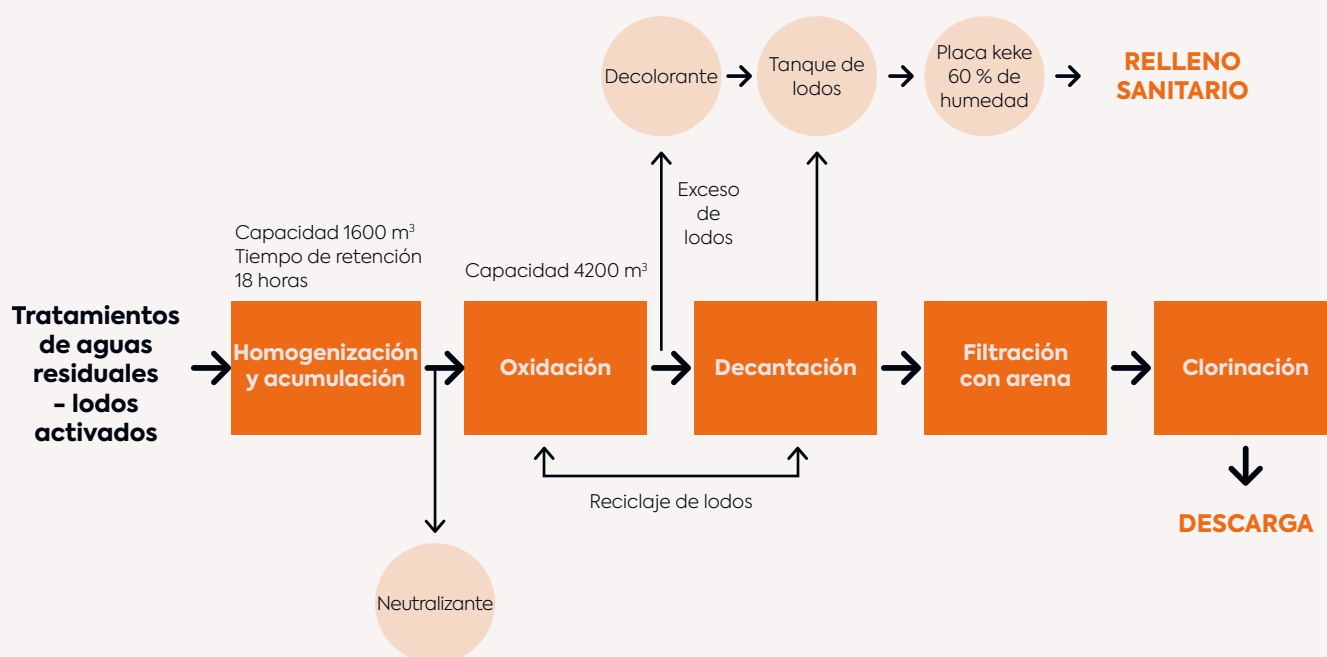 Decolorante
Tanque de
lodos
Placa keke
60 % de
humedad
RELLENO
SANITARIO
Exceso
de
lodos
Capacidad 1600 m³
Tiempo de retención
18 horas
Capacidad 4200 m³
Tratamientos
de aguas
residuales
- lodos
activados
Homogenización
y acumulación
Oxidación
Decantación
Filtración
con arena
Clorinación
Reciclaje de lodos
DESCARGA
Neutralizante